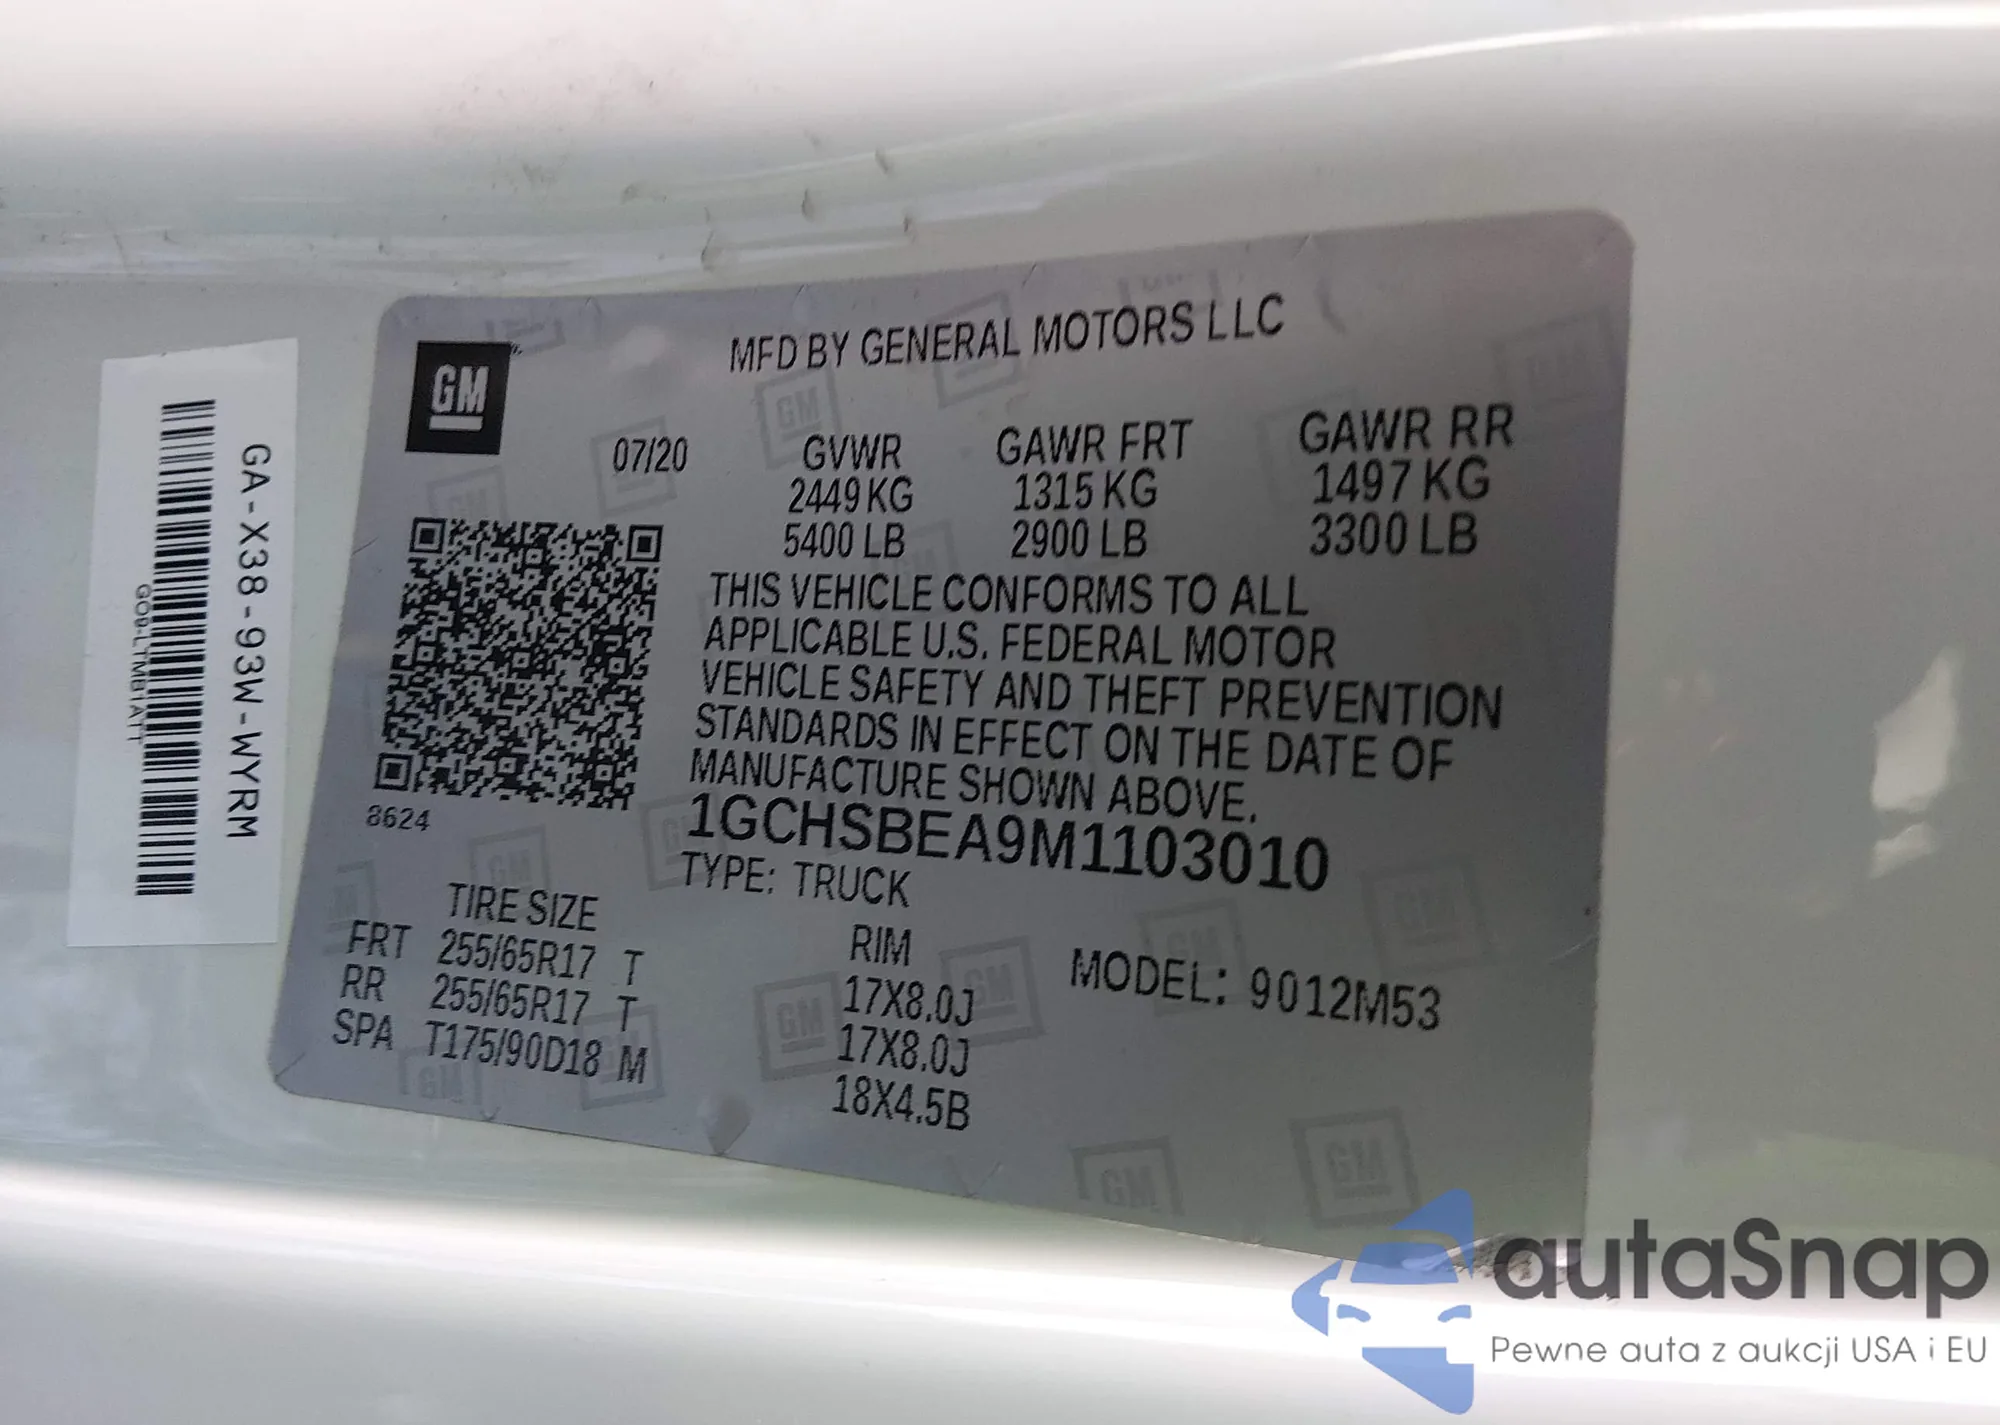 GM
MFD BY GENERAL MOTORS LLC
07/20
GVWR GAWR FRT GAWR RR
2449 KG 1315 KG 1497 KG
5400 LB 2900 LB 3300 LB
THIS VEHICLE CONFORMS TO ALL
APPLICABLE U.S. FEDERAL MOTOR
VEHICLE SAFETY AND THEFT PREVENTION
STANDARDS IN EFFECT ON THE DATE OF
MANUFACTURE SHOWN ABOVE.
8624
1GCHSBEA9M1103010
TYPE: TRUCK
TIRE SIZE RIM
FRT 255/65R17 T 17X8.0J
RR 255/65R17 T 17X8.0J
SPA T175/90D18 M 18X4.5B
MODEL: 9012M53
GA-X38-93W-WYRM
autaSnap
Pewne auta z aukcji USA i EU